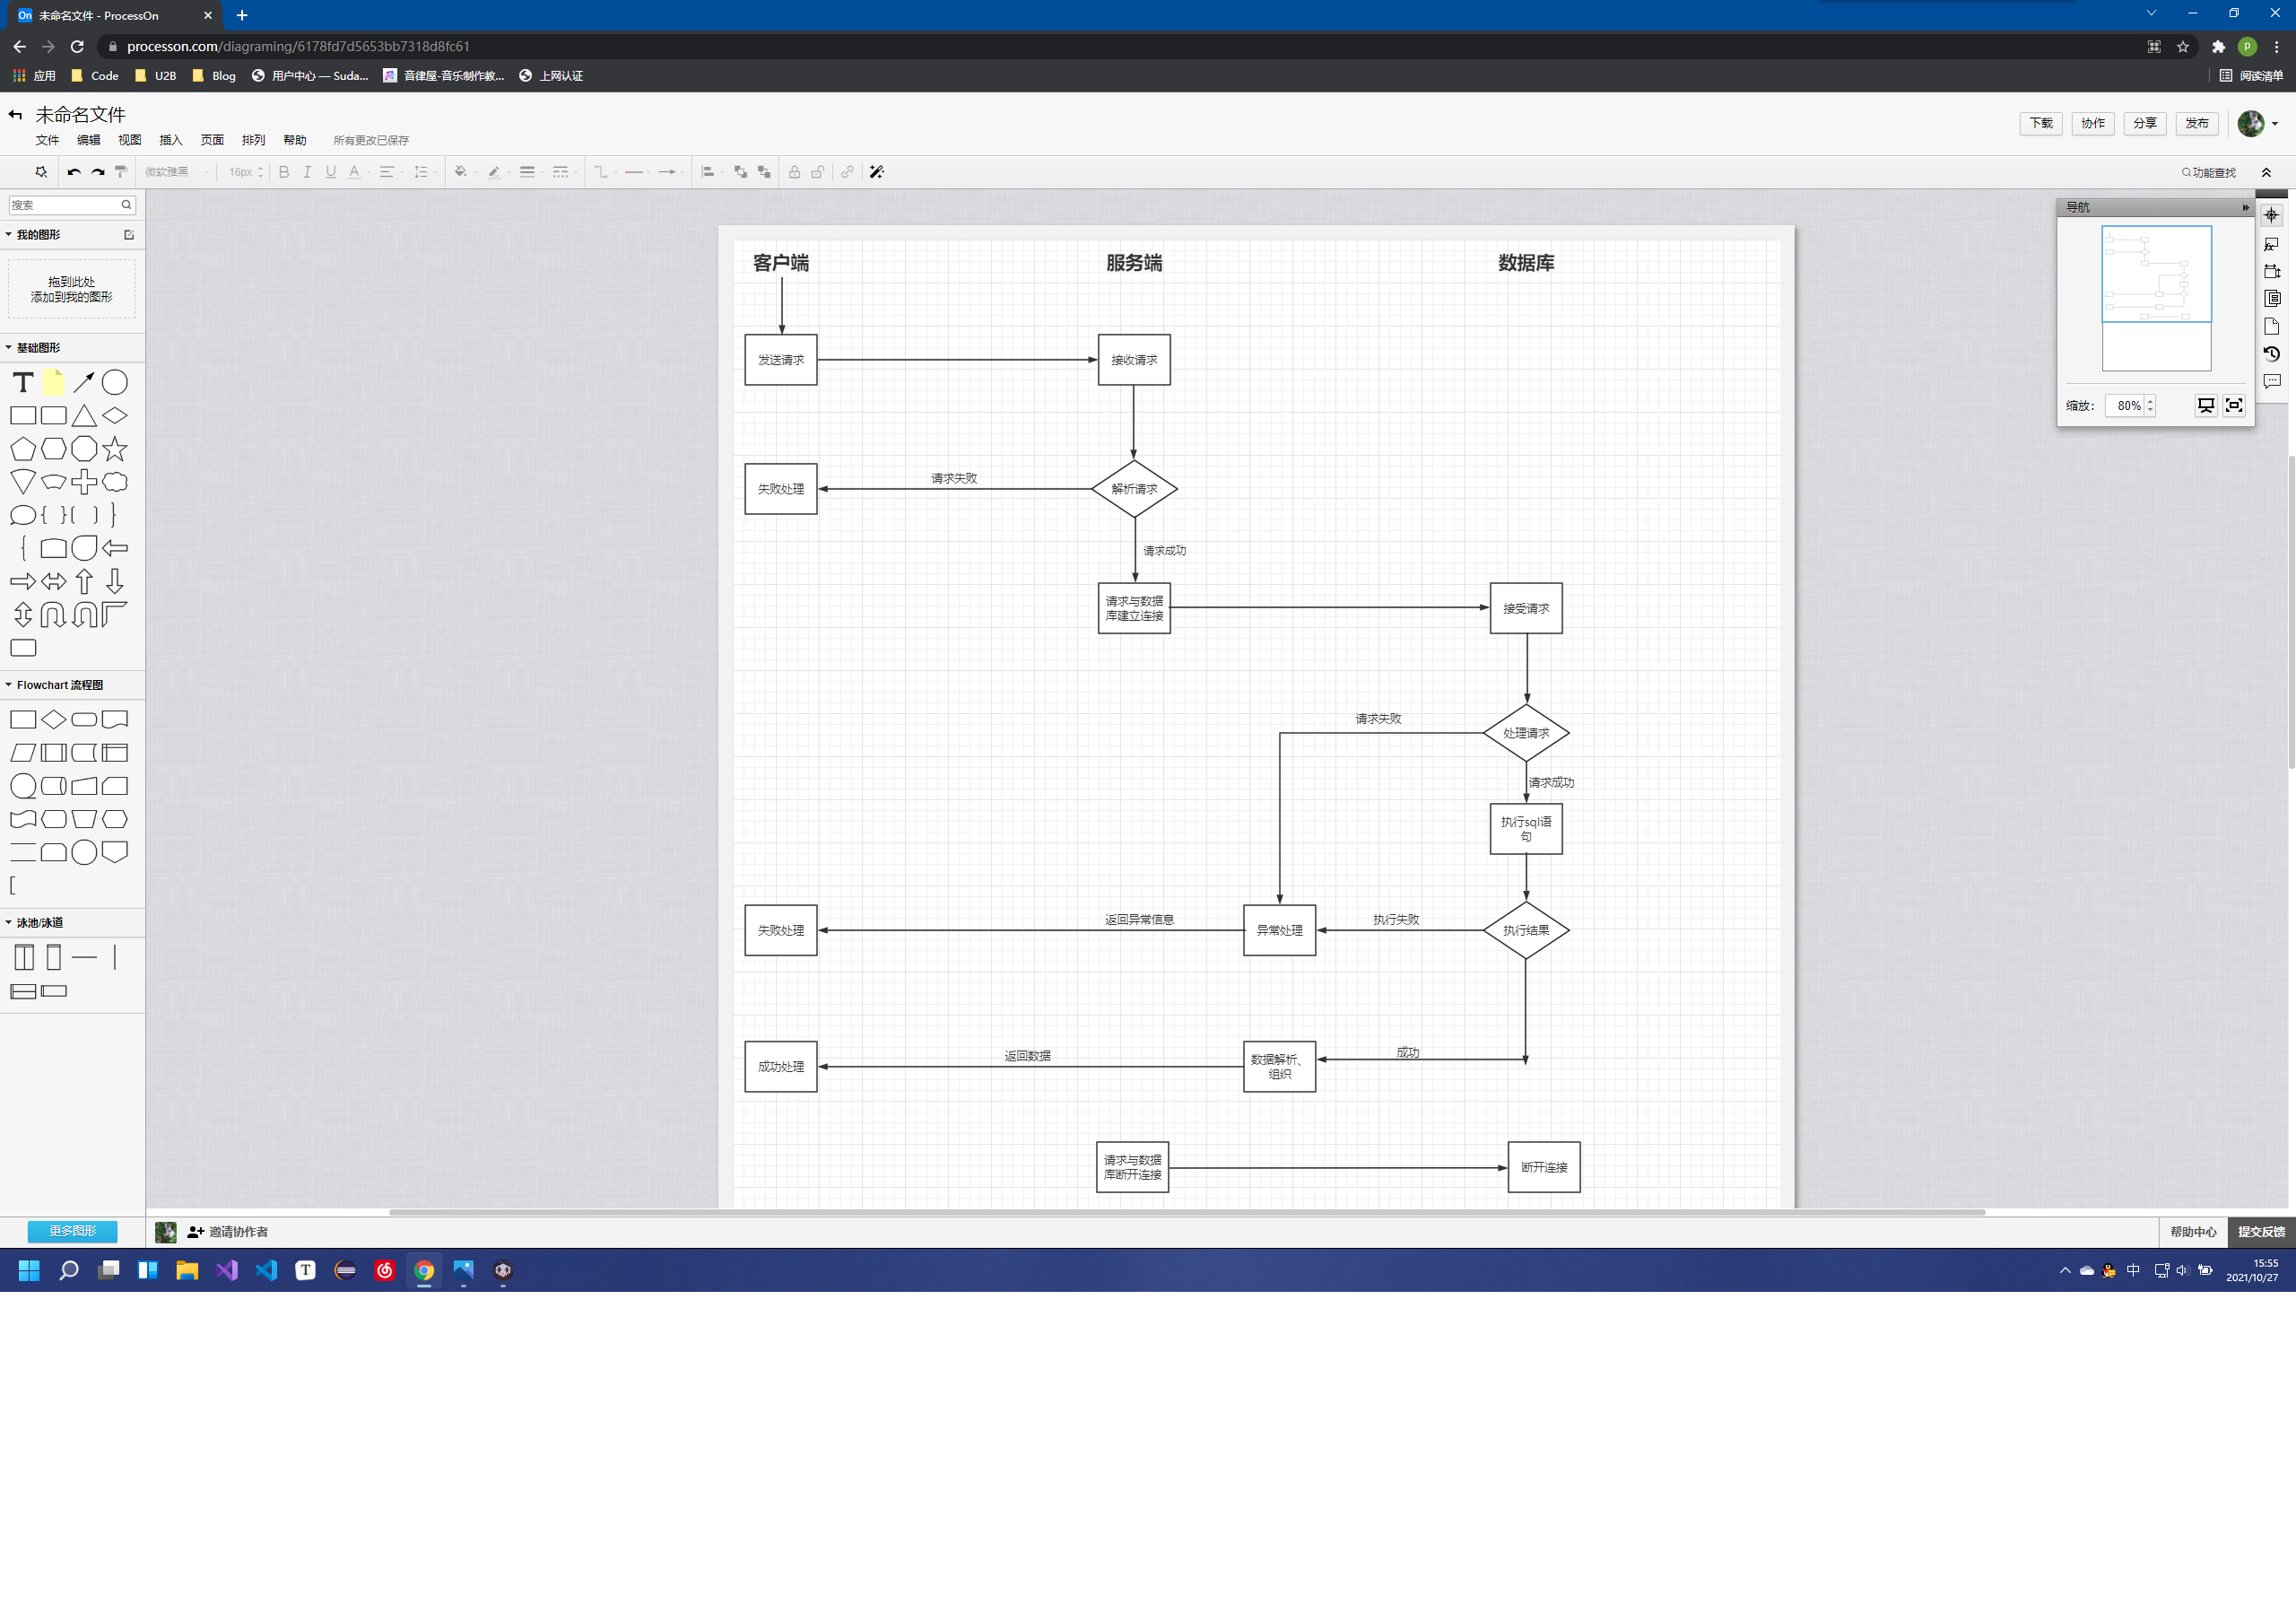 On 未命名文件 - ProcessOn
processon.com/diagraming/6178fd7d5653bb7318d8fc61
P
应用 Code U2B Blog 用户中心 — Suda... 音律屋-音乐制作教... 上网认证 阅读清单
未命名文件
文件 编辑 视图 插入 页面 排列 帮助 所有更改已保存
下载 协作 分享 发布
微软雅黑 16px B I U A 功能查找
搜索
我的图形
拖到此处
添加到我的图形
基础图形
T
Flowchart 流程图
泳池/泳道
更多图形
导航
缩放: 80%
客户端 服务端 数据库
发送请求 接收请求
失败处理 请求失败 解析请求
请求成功
请求与数据
库建立连接
接受请求
请求失败 处理请求
请求成功
执行sql语
句
失败处理 返回异常信息 异常处理 执行失败 执行结果
成功处理 返回数据
数据解析、
组织
成功
请求与数据
库断开连接
断开连接
邀请协作者
帮助中心 提交反馈
T
中
15:55
2021/10/27